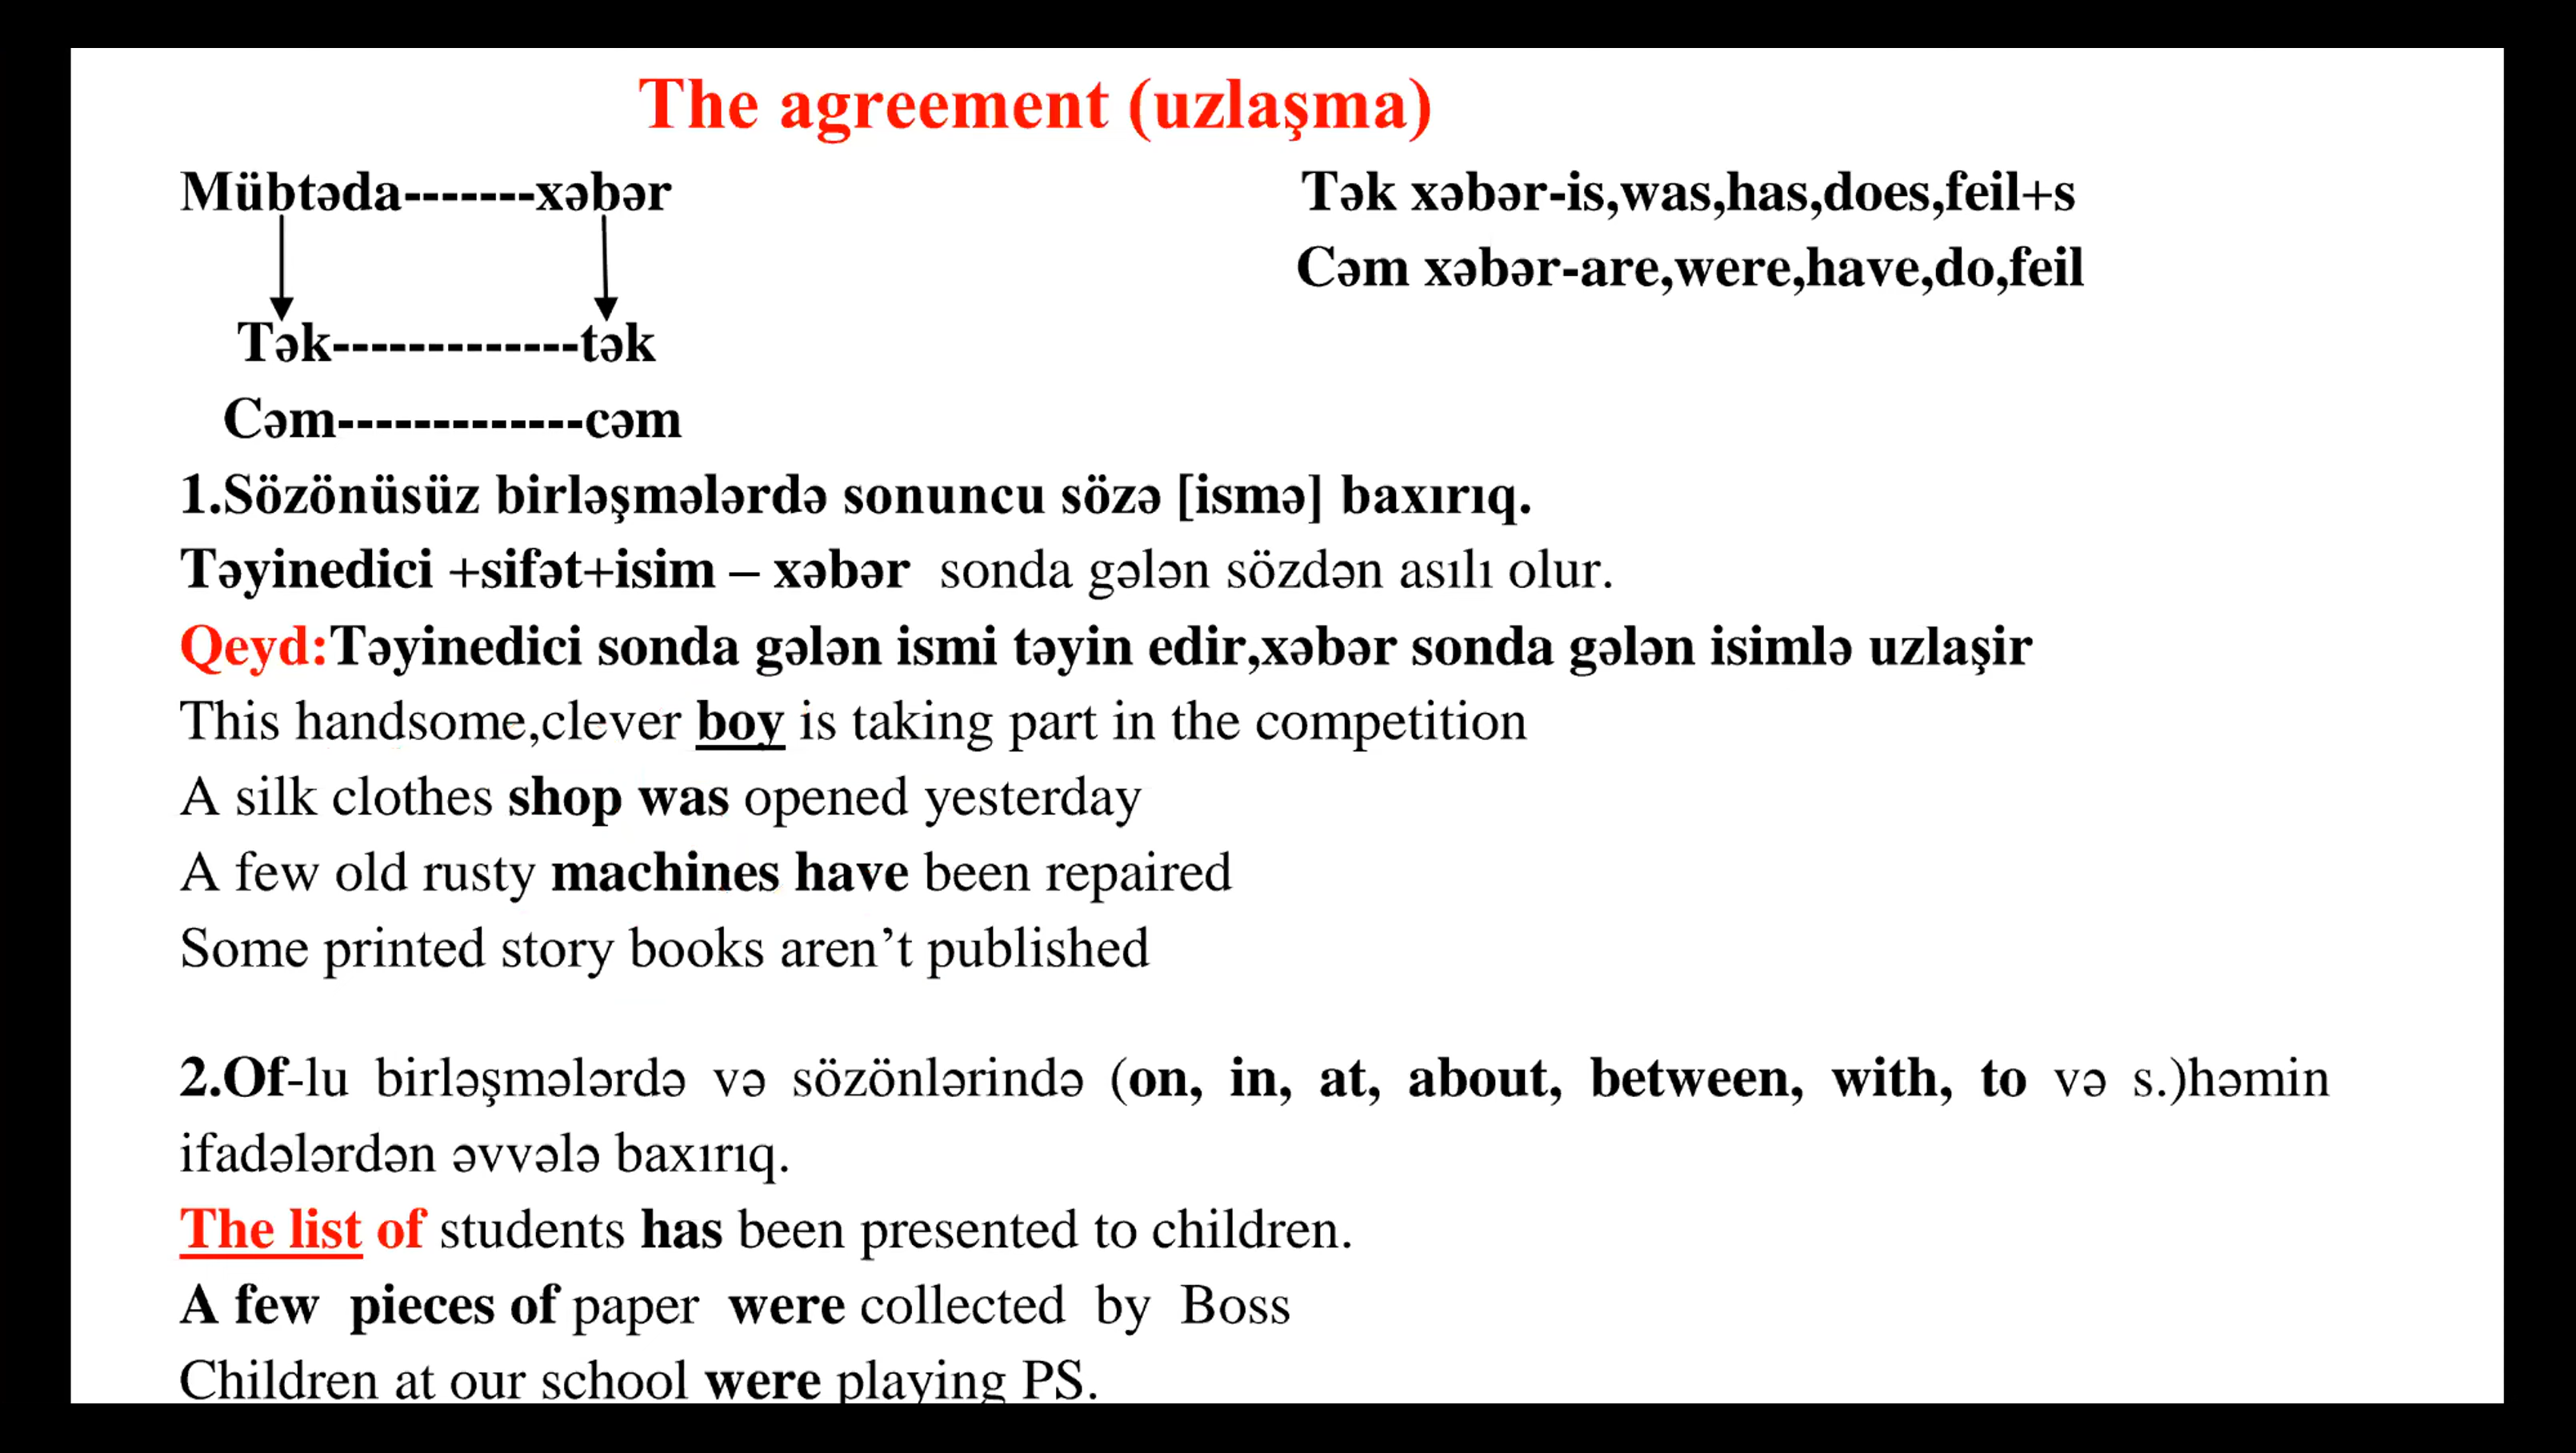 The agreement (uzlaşma)
Mübtəda-------xəbər
Tək xəbər-is,was,has,does,feil+s
Cəm xəbər-are,were,have,do,feil
Tək-------------tək
Cəm-------------cəm
1.Sözönüsüz birləşmələrdə sonuncu sözə [ismə] baxırıq.
Təyinedici +sifət+isim – xəbər sonda gələn sözdən asılı olur.
Qeyd:Təyinedici sonda gələn ismi təyin edir,xəbər sonda gələn isimlə uzlaşir
This handsome,clever boy is taking part in the competition
A silk clothes shop was opened yesterday
A few old rusty machines have been repaired
Some printed story books aren’t published
2.Of-lu birləşmələrdə və sözönlərində (on, in, at, about, between, with, to və s.)həmin
ifadələrdən əvvələ baxırıq.
The list of students has been presented to children.
A few pieces of paper were collected by Boss
Children at our school were playing PS.